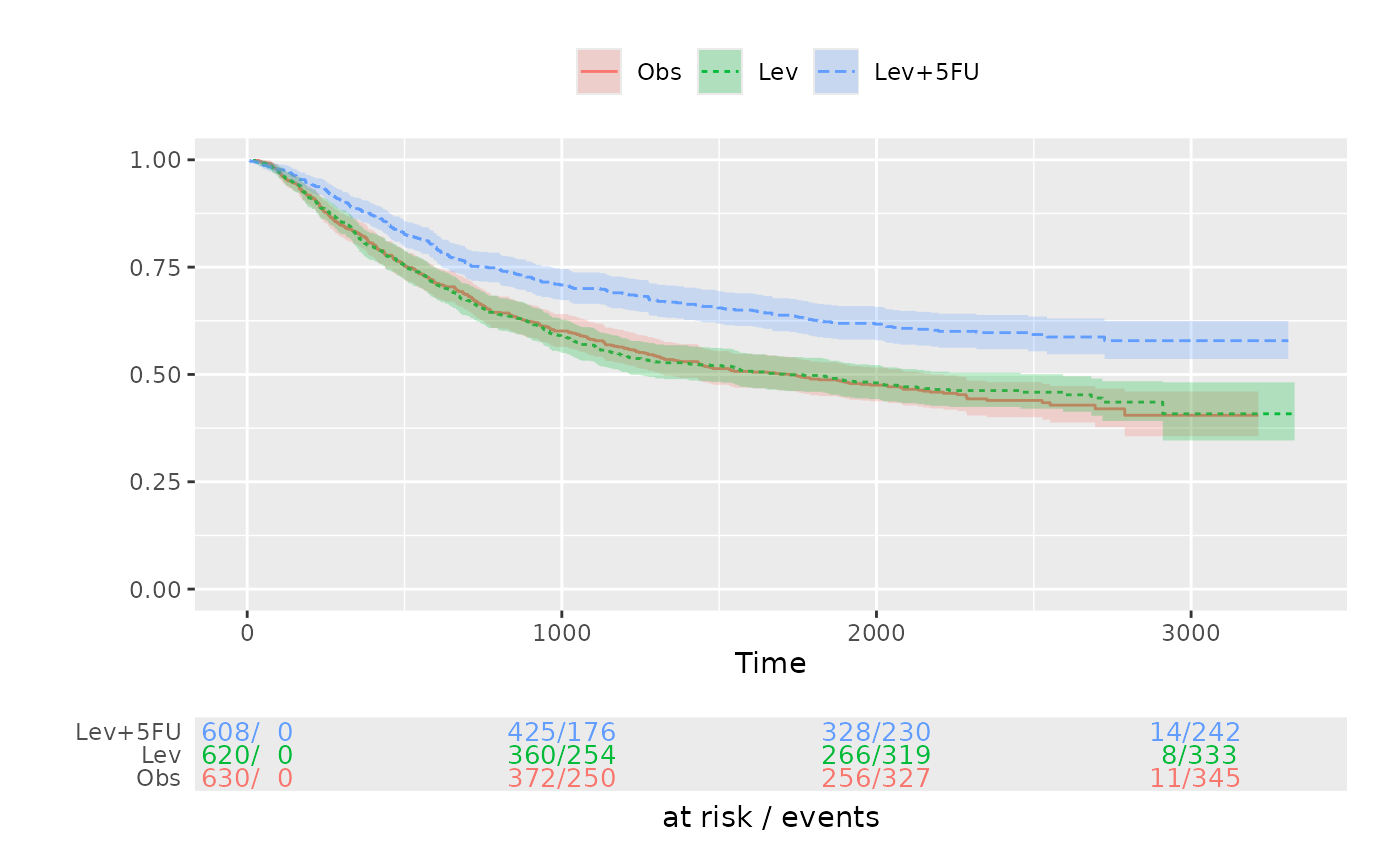 Obs Lev Lev+5FU
1.00
0.75
0.50
0.25
0.00
0 1000 2000 3000
Time
Lev+5FU 608/ 0 425/176 328/230 14/242
Lev 620/ 0 360/254 266/319 8/333
Obs 630/ 0 372/250 256/327 11/345
at risk / events